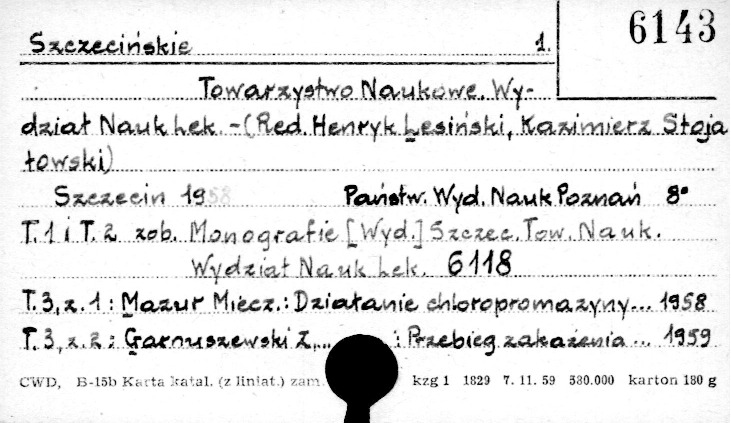 6143
Szczecińskie 1.
Towarzystwo Naukowe. Wy-
dział Nauk Lek. - (Red. Henryk Lesiński, Kazimierz Stoja
łowski)
Szczecin 1958 Państw. Wyd. Nauk Poznań 8°
T.1 i T.2 zob. Monografie [Wyd.] Szczec. Tow. Nauk.
Wydział Nauk Lek. 6118
T.3, z.1: Mazur Miecz.: Działanie chloropromazyny... 1958
T.3, z.2: Garnuszewski Z,... : Przebieg zakażenia ... 1959
CWD, B-15b Karta katal. (z liniat.) zam. kzg 1 1829 7. 11. 59 580.000 karton 180 g